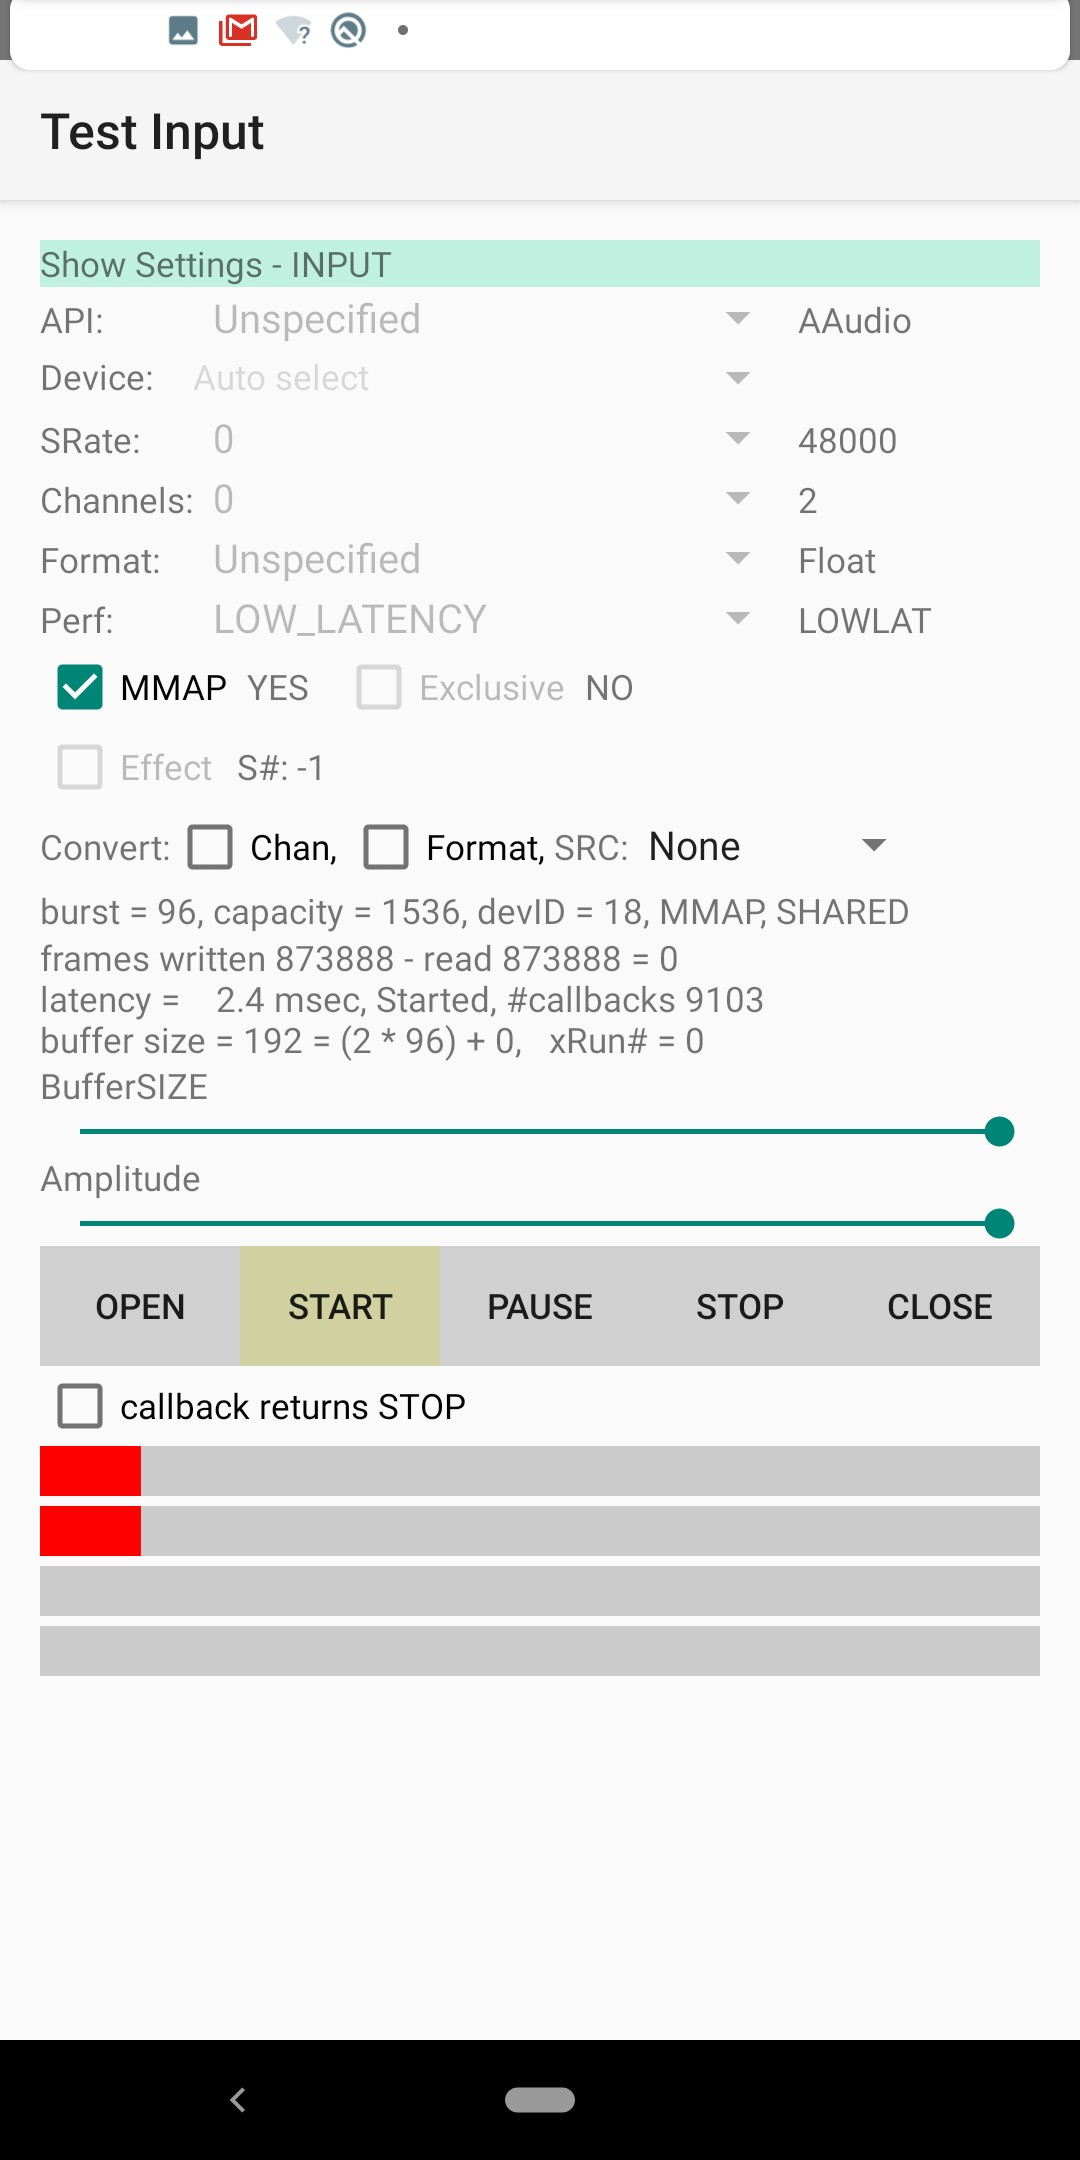 Test Input
Show Settings - INPUT
API: Unspecified AAudio
Device: Auto select
SRate: 0 48000
Channels: 0 2
Format: Unspecified Float
Perf: LOW_LATENCY LOWLAT
MMAP YES Exclusive NO
Effect S#: -1
Convert: Chan, Format, SRC: None
burst = 96, capacity = 1536, devID = 18, MMAP, SHARED
frames written 873888 - read 873888 = 0
latency = 2.4 msec, Started, #callbacks 9103
buffer size = 192 = (2 * 96) + 0, xRun# = 0
BufferSIZE
Amplitude
OPEN START PAUSE STOP CLOSE
callback returns STOP